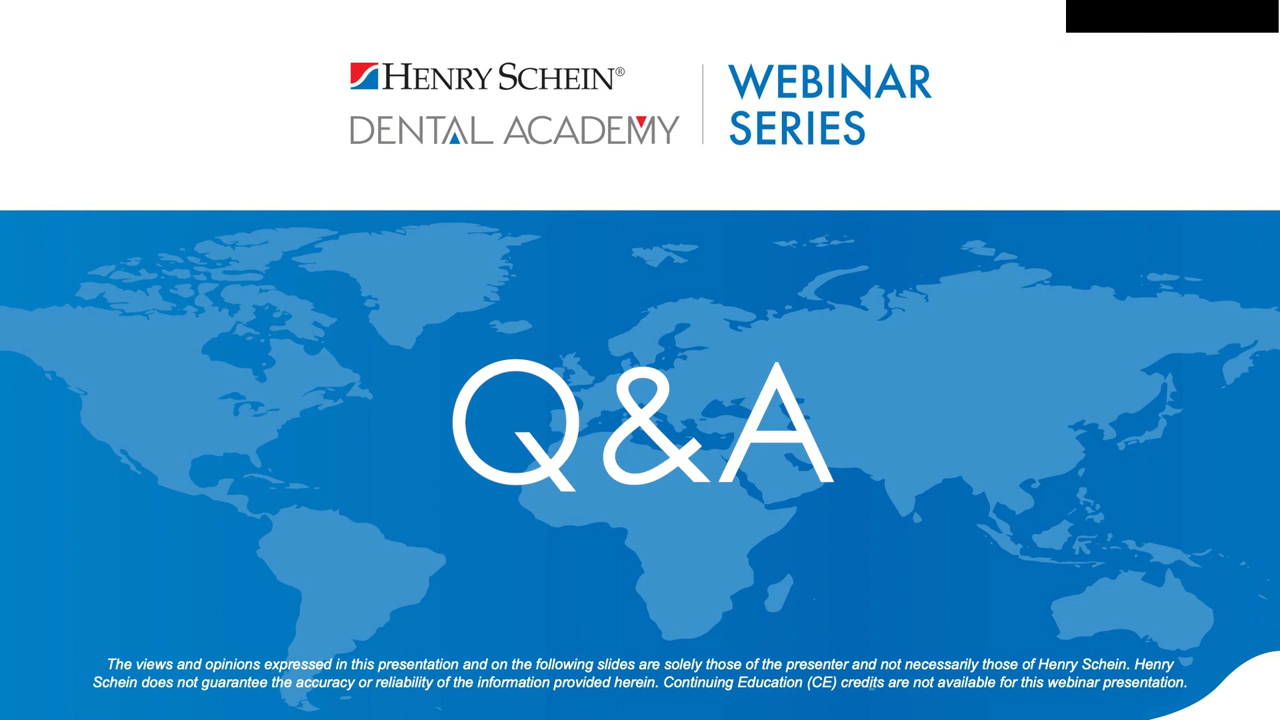 HENRY SCHEIN®
DENTAL ACADEMY
WEBINAR
SERIES
Q&A
The views and opinions expressed in this presentation and on the following slides are solely those of the presenter and not necessarily those of Henry Schein. Henry
Schein does not guarantee the accuracy or reliability of the information provided herein. Continuing Education (CE) credits are not available for this webinar presentation.